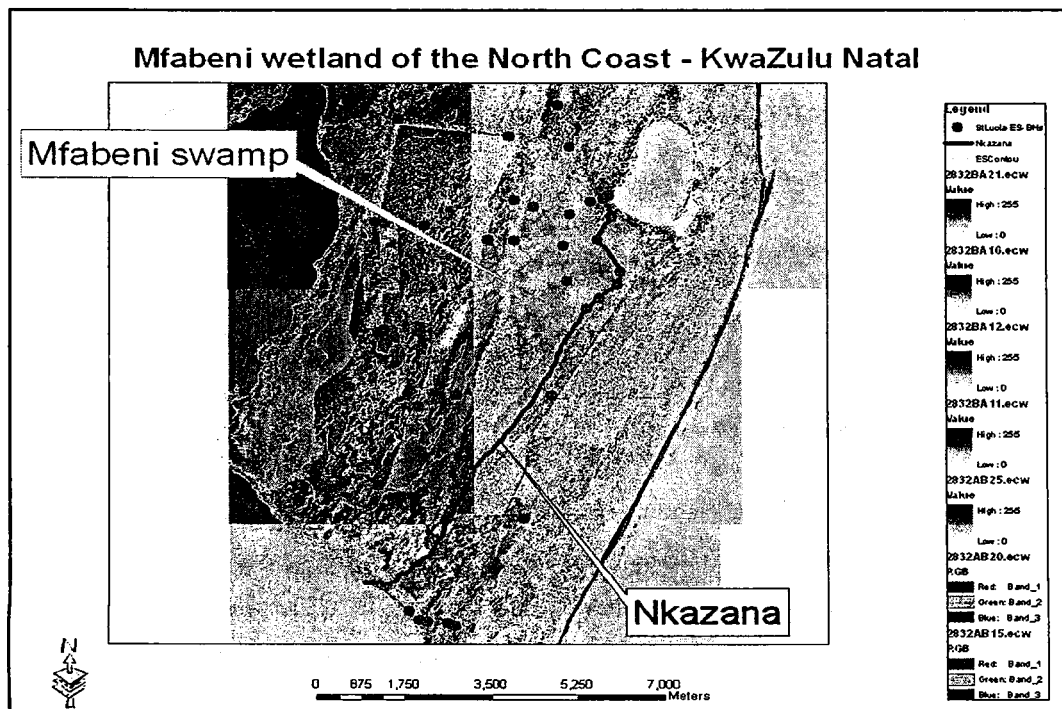 Mfabeni wetland of the North Coast - KwaZulu Natal
Mfabeni swamp
Nkazana
Legend
Nkazana
2832BA21.ecw
Value
High : 255
Low : 0
2832BA16.ecw
Value
High : 255
Low : 0
2832BA12.ecw
Value
High : 255
Low : 0
2832BA11.ecw
Value
High : 255
Low : 0
2832AB25.ecw
Value
High : 255
Low : 0
2832AB20.ecw
RGB
Red: Band_1
Green: Band_2
Blue: Band_3
2832AB15.ecw
RGB
Red: Band_1
Green: Band_2
Blue: Band_3
N
0 875 1,750 3,500 5,250 7,000
Meters